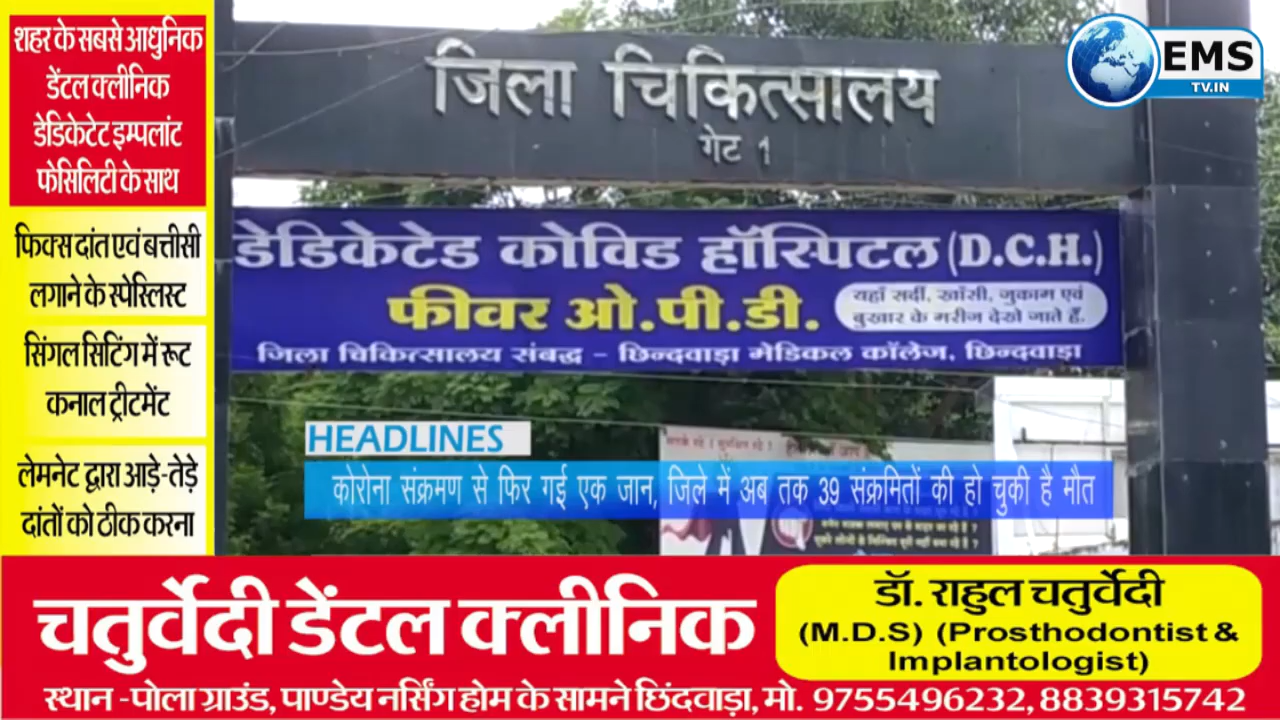 शहर के सबसे आधुनिक
डेंटल क्लीनिक
डेडिकेटेट इम्पलांट
फेसिलिटी के साथ
फिक्स दांत एवं बत्तीसी
लगाने के स्पेस्लिस्ट
सिंगल सिटिंग में रूट
कनाल ट्रीटमेंट
लेमनेट द्वारा आड़े-तेड़े
दांतों को ठीक करना
EMS
TV.IN
जिला चिकित्सालय
गेट 1
डेडिकेटेड कोविड हॉस्पिटल (D.C.H.)
फीवर ओ.पी.डी.
यहाँ सर्दी, खाँसी, जुकाम एवं
बुखार के मरीज देखे जाते हैं.
जिला चिकित्सालय संबद्ध - छिन्दवाड़ा मेडिकल कॉलेज, छिन्दवाड़ा
HEADLINES
कोरोना संक्रमण से फिर गई एक जान, जिले में अब तक 39 संक्रमितों की हो चुकी है मौत
चतुर्वेदी डेंटल क्लीनिक
डॉ. राहुल चतुर्वेदी
(M.D.S) (Prosthodontist &
Implantologist)
स्थान -पोला ग्राउंड, पाण्डेय नर्सिंग होम के सामने छिंदवाड़ा, मो. 9755496232, 8839315742